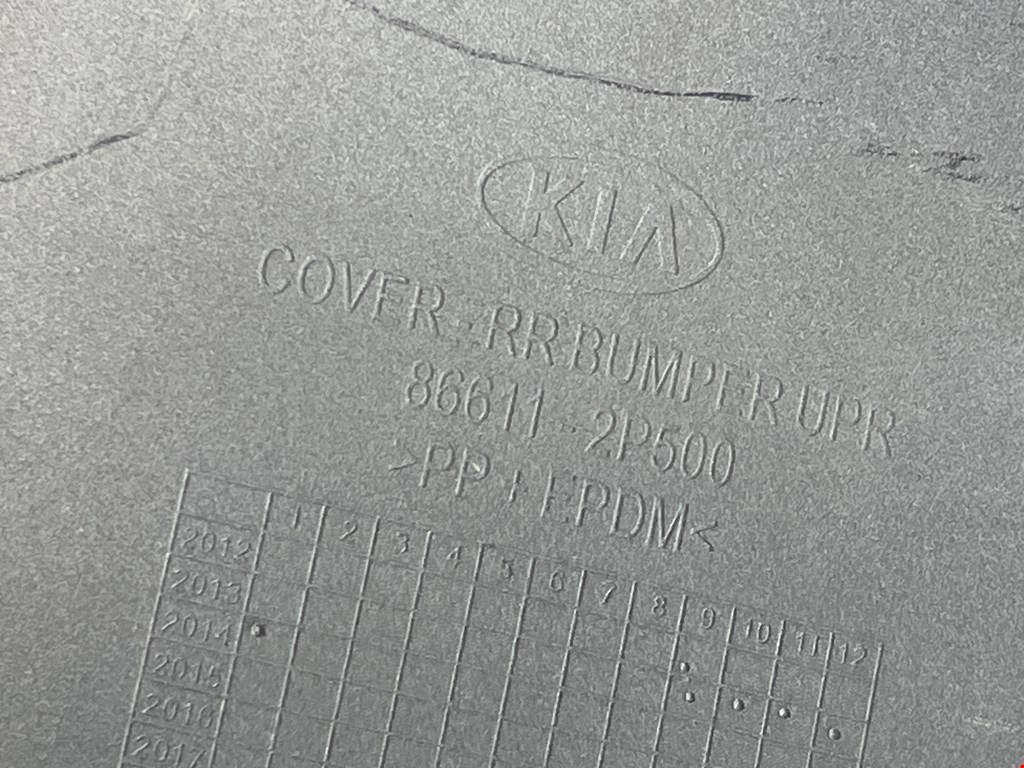 KIA
COVER-RR BUMPER UPR
86611-2P500
>PP+EPDM<
1 2 3 4 5 6 7 8 9 10 11 12
2012
2013
2014
2015
2016
2017